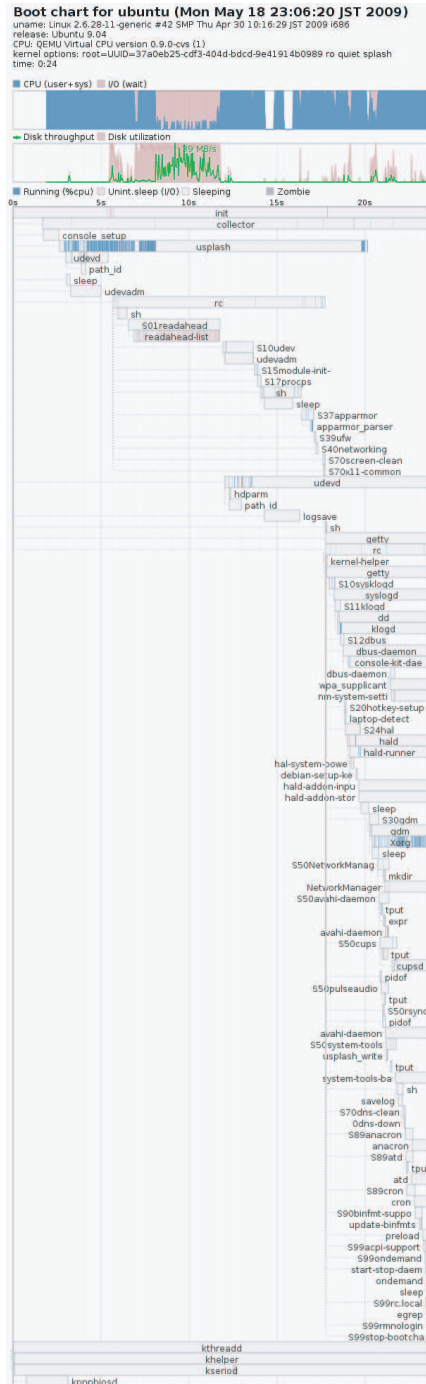 Boot chart for ubuntu (Mon May 18 23:06:20 JST 2009)
uname: Linux 2.6.28-11-generic #42 SMP Thu Apr 30 10:16:29 JST 2009 i686
release: Ubuntu 9.04
CPU: QEMU Virtual CPU version 0.9.0-cvs (1)
kernel options: root=UUID=37a0eb25-cdf3-404d-bdcd-9e41914b0989 ro quiet splash
time: 0:24
CPU (user+sys) I/O (wait)
Disk throughput Disk utilization
39 MB/s
Running (%cpu) Unint.sleep (I/O) Sleeping Zombie
0s 5s 10s 15s 20s
init
collector
console_setup
usplash
udevd
path_id
sleep
udevadm
rc
sh
S01readahead
readahead-list
S10udev
udevadm
S15module-init-
S17procps
sh
sleep
S37apparmor
apparmor_parser
S39ufw
S40networking
S70screen-clean
S70x11-common
udevd
hdparm
path_id
logsave
sh
getty
rc
kernel-helper
getty
S10sysklogd
syslogd
S11klogd
dd
klogd
S12dbus
dbus-daemon
console-kit-dae
dbus-daemon
wpa_supplicant
nm-system-setti
S20hotkey-setup
laptop-detect
S24hal
hald
hald-runner
hal-system-powe
debian-setup-ke
hald-addon-inpu
hald-addon-stor
sleep
S30gdm
gdm
Xorg
sleep
S50NetworkManag
mkdir
NetworkManager
S50avahi-daemon
tput
expr
avahi-daemon
S50cups
tput
cupsd
pidof
S50pulseaudio
tput
S50rsync
pidof
avahi-daemon
S50system-tools
usplash_write
tput
system-tools-ba
sh
savelog
S70dns-clean
0dns-down
S89anacron
anacron
S89atd
tpu
atd
S89cron
cron
S90binfmt-suppo
update-binfmts
preload
S99acpi-support
S99ondemand
start-stop-daem
ondemand
sleep
S99rc.local
egrep
S99rmnologin
S99stop-bootcha
kthreadd
khelper
kseriod